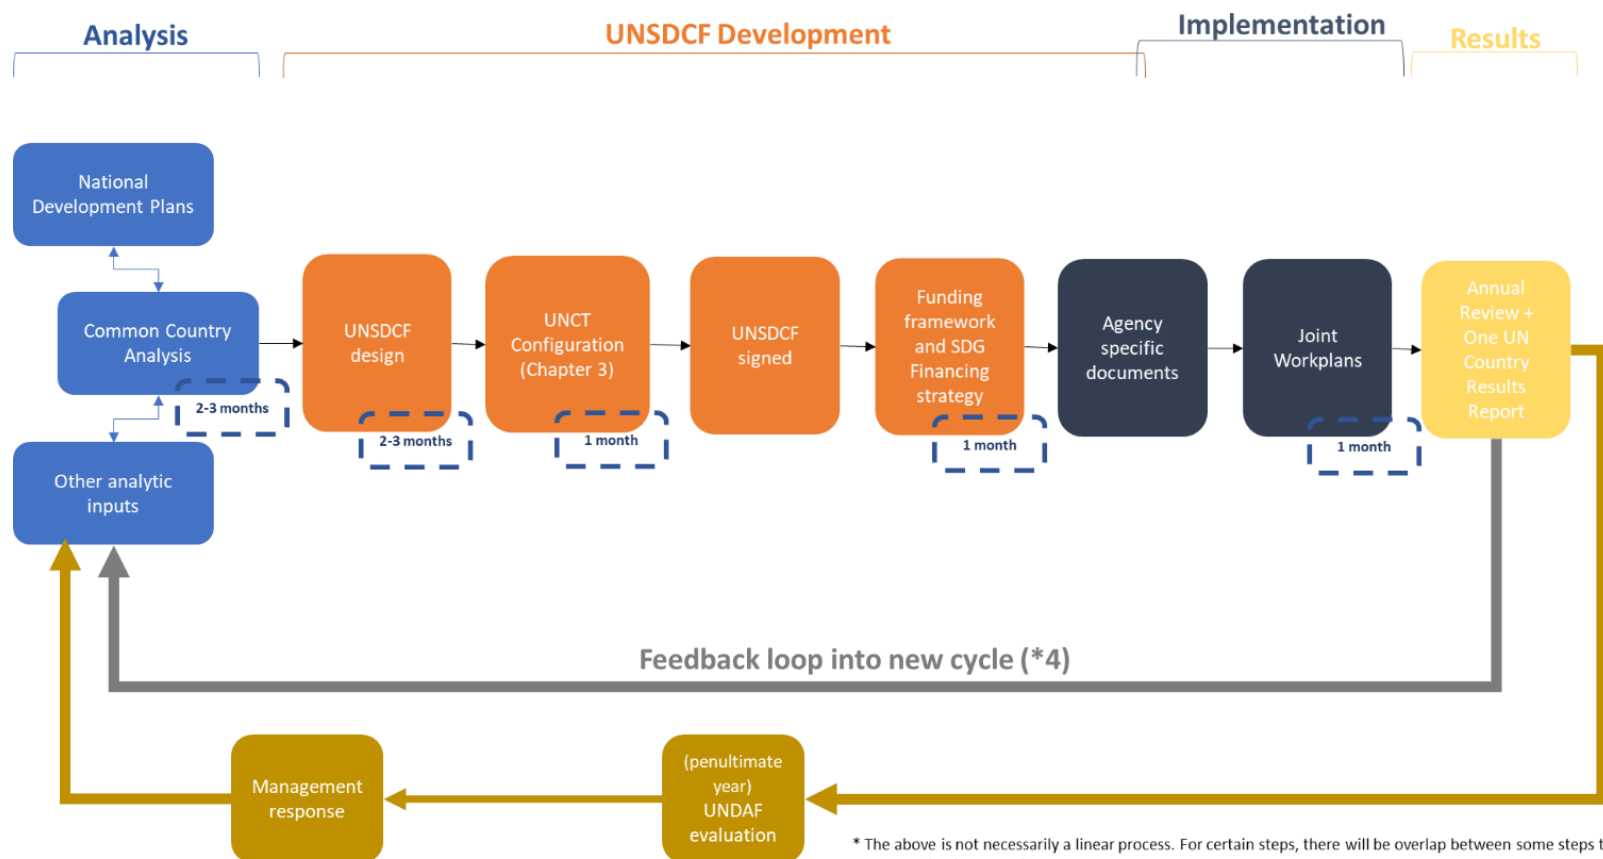 Analysis
UNSDCF Development
Implementation
Results
National
Development Plans
Common Country
Analysis
2-3 months
Other analytic
inputs
UNSDCF
design
2-3 months
UNCT
Configuration
(Chapter 3)
1 month
UNSDCF
signed
Funding
framework
and SDG
Financing
strategy
1 month
Agency
specific
documents
Joint
Workplans
1 month
Annual
Review +
One UN
Country
Results
Report
Feedback loop into new cycle (*4)
Management
response
(penultimate
year)
UNDAF
evaluation
* The above is not necessarily a linear process. For certain steps, there will be overlap between some steps